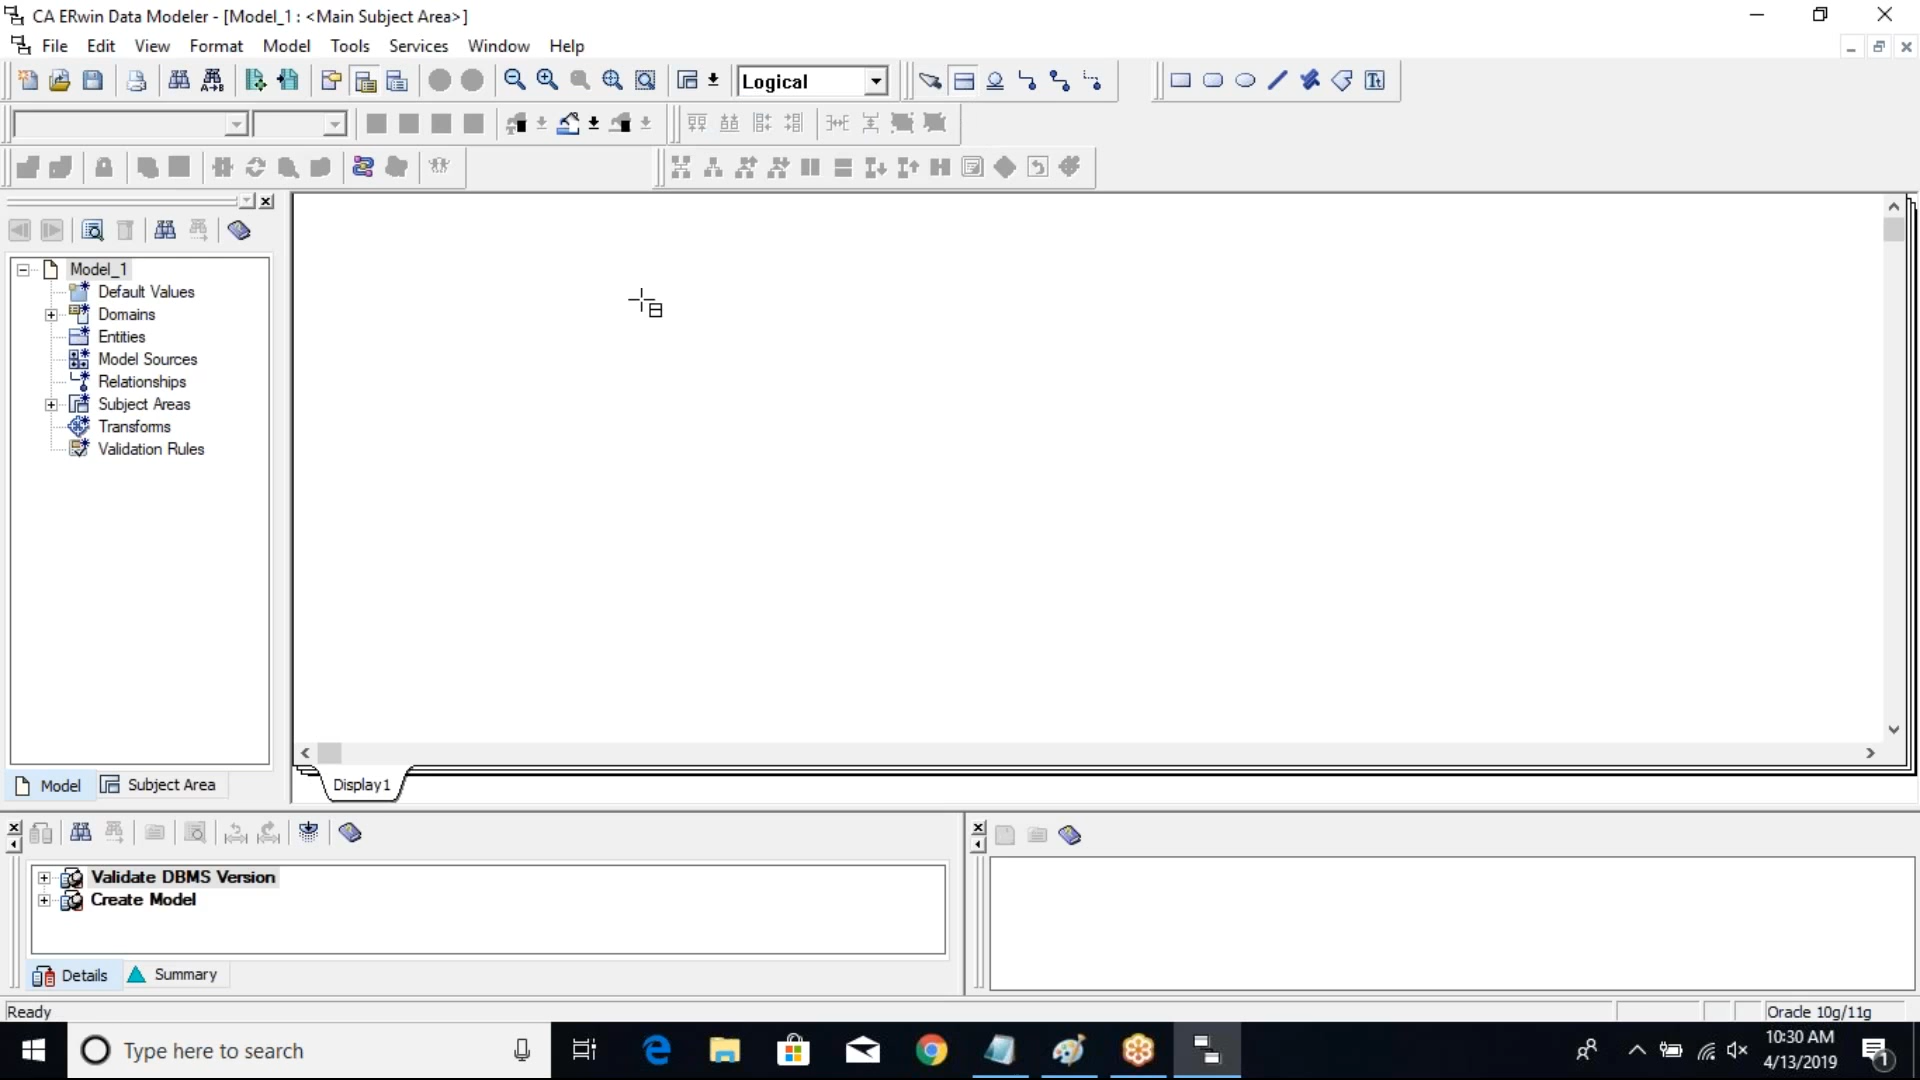 CA ERwin Data Modeler - [Model_1 : <Main Subject Area>]
File Edit View Format Model Tools Services Window Help
A→B
Logical
Tt
Model_1
Default Values
Domains
Entities
Model Sources
Relationships
Subject Areas
Transforms
Validation Rules
Model Subject Area
Display1
Validate DBMS Version
Create Model
Details Summary
Ready
Oracle 10g/11g
Type here to search
10:30 AM
4/13/2019
1